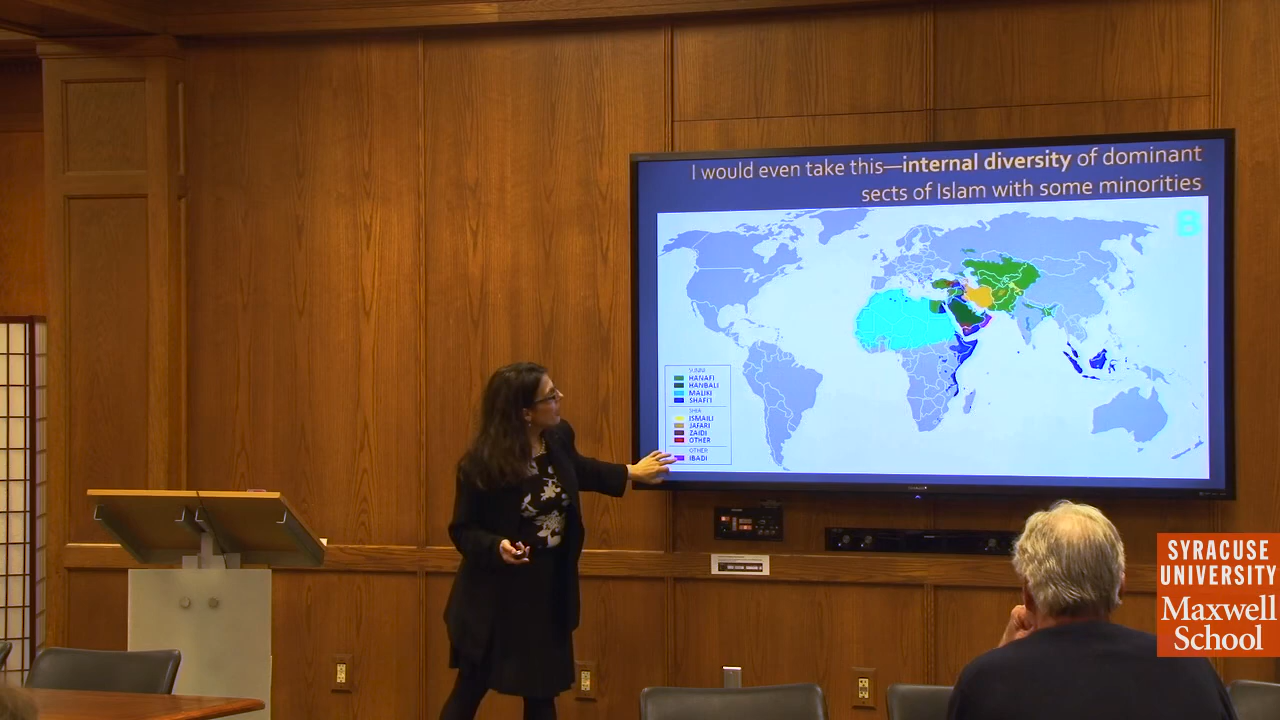 I would even take this—internal diversity of dominant
sects of Islam with some minorities
B
SUNNI
HANAFI
HANBALI
MALIKI
SHAFI'I
SHIA
ISMAILI
JAFARI
ZAIDI
OTHER
OTHER
IBADI
SYRACUSE
UNIVERSITY
Maxwell
School